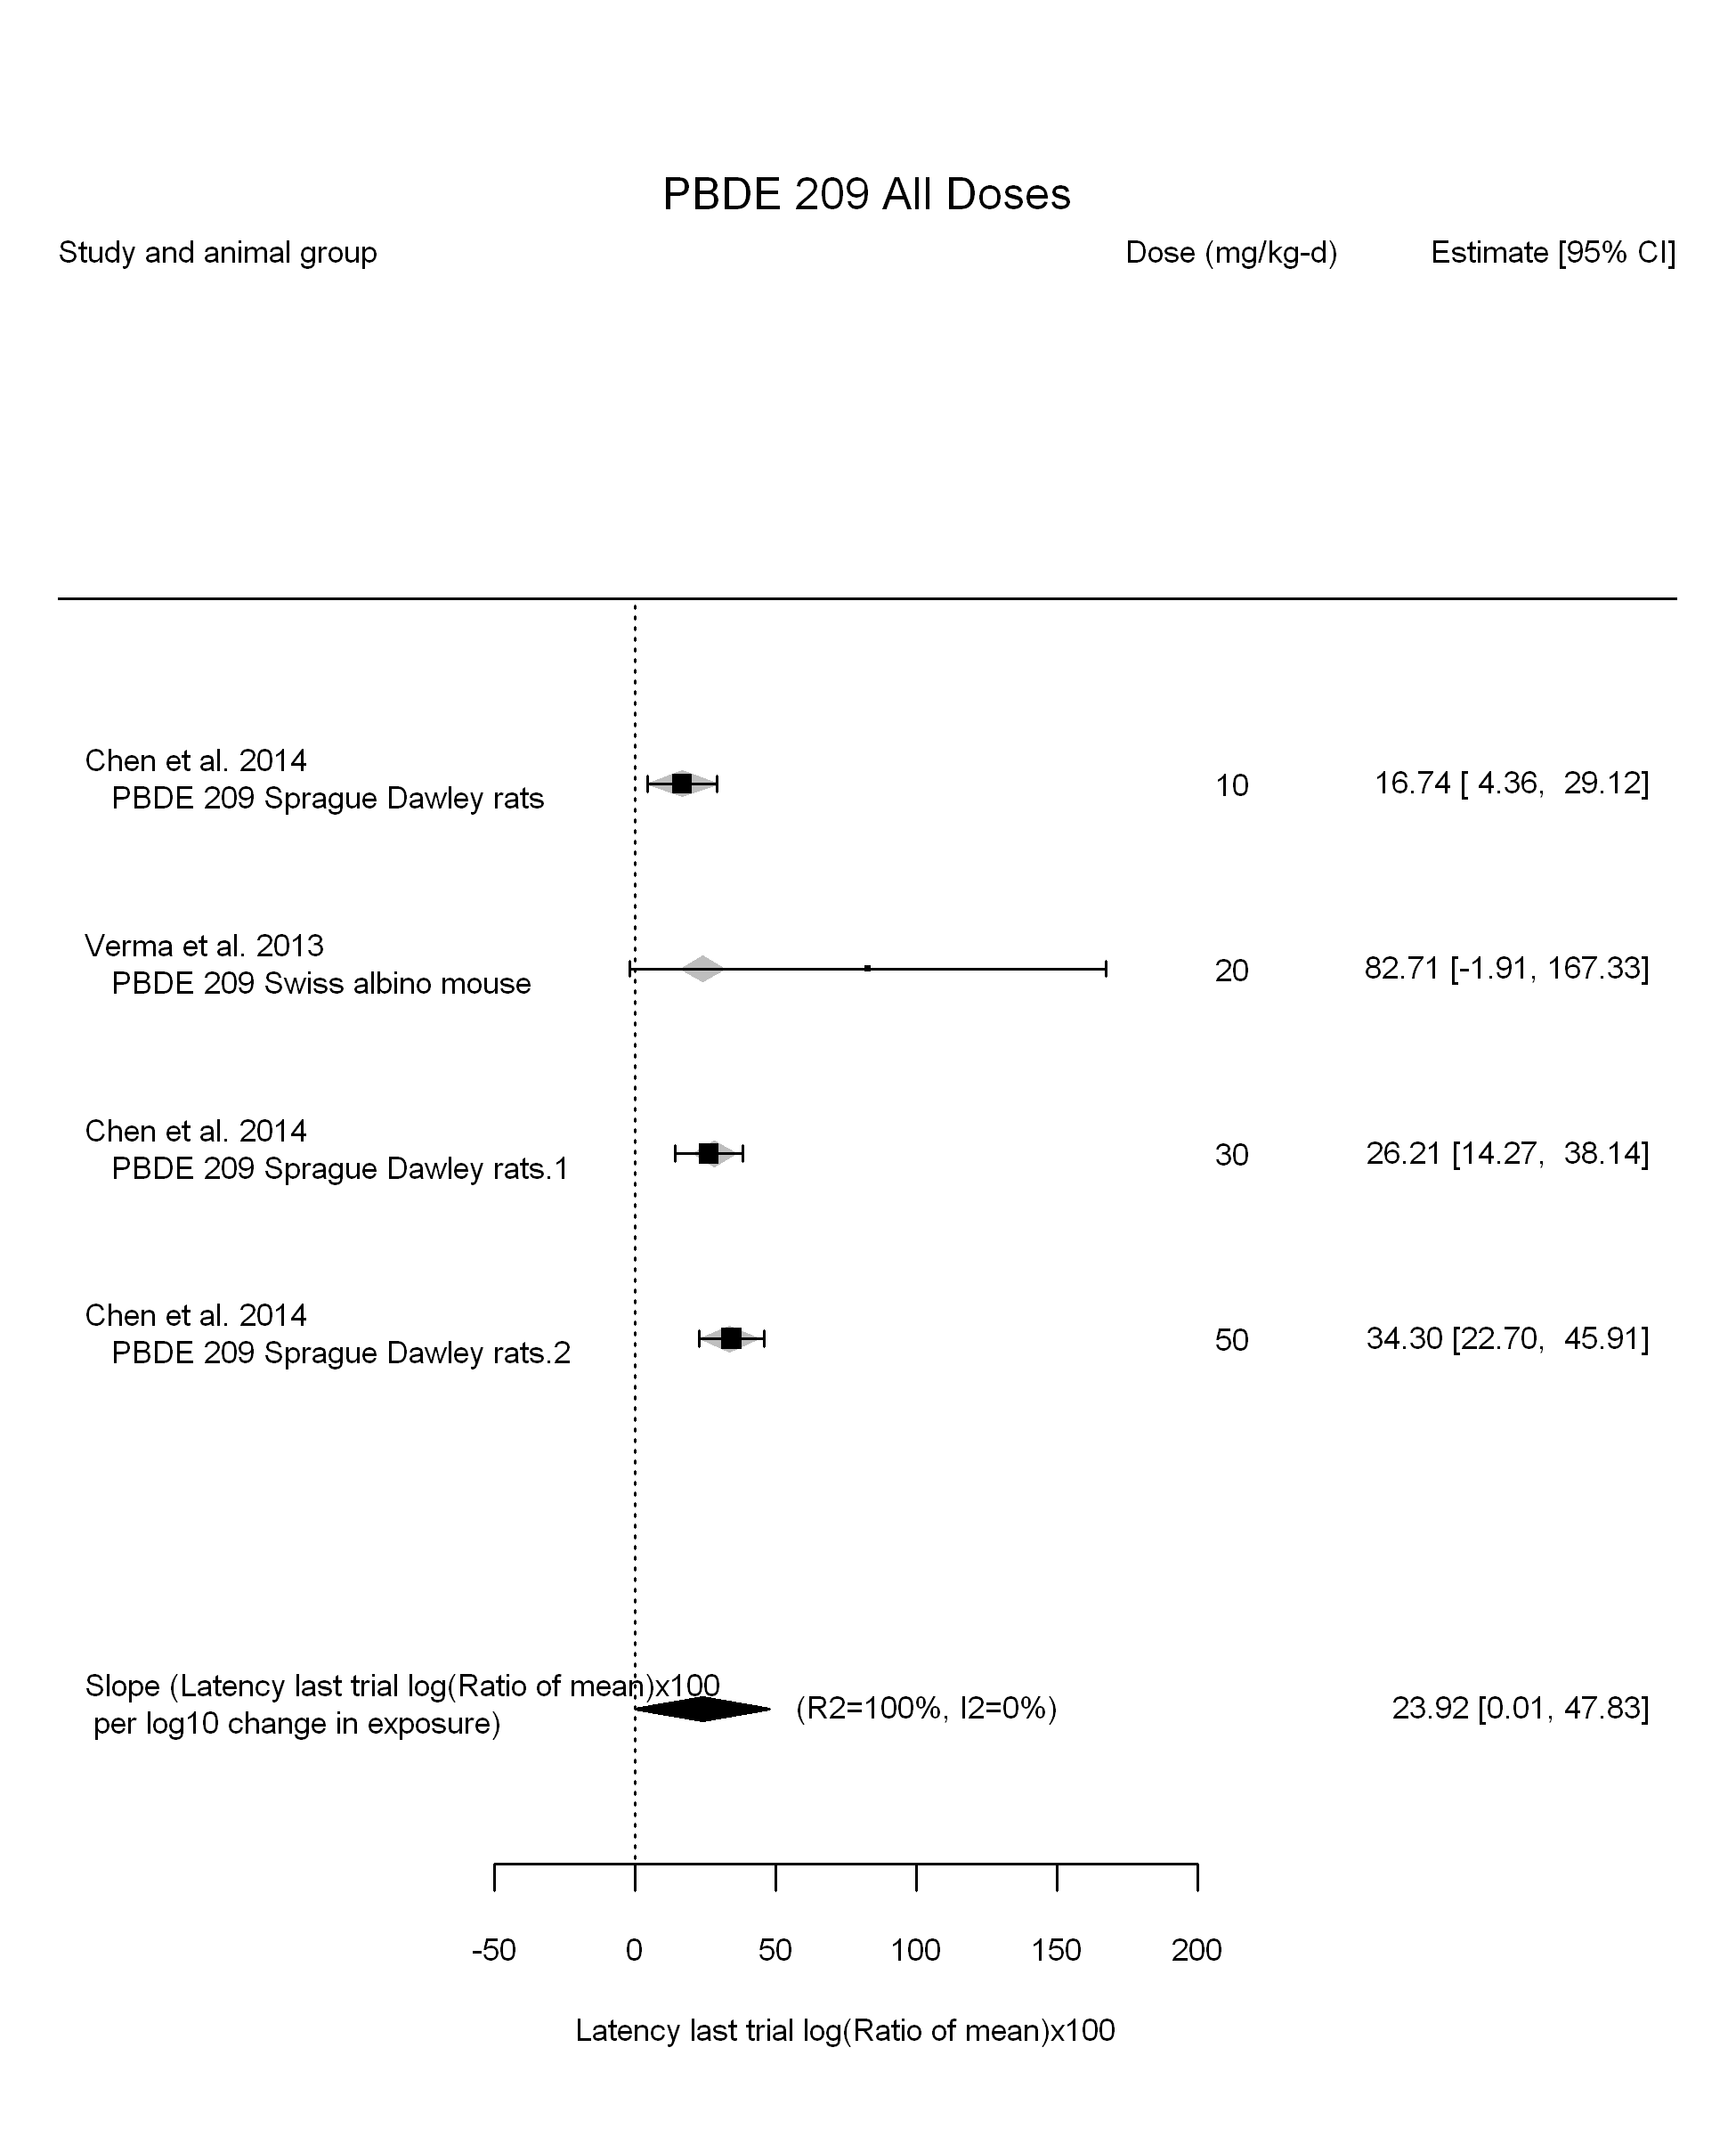 PBDE 209 All Doses
Study and animal group Dose (mg/kg-d) Estimate [95% CI]
Chen et al. 2014
PBDE 209 Sprague Dawley rats 10 16.74 [ 4.36, 29.12]
Verma et al. 2013
PBDE 209 Swiss albino mouse 20 82.71 [-1.91, 167.33]
Chen et al. 2014
PBDE 209 Sprague Dawley rats.1 30 26.21 [14.27, 38.14]
Chen et al. 2014
PBDE 209 Sprague Dawley rats.2 50 34.30 [22.70, 45.91]
Slope (Latency last trial log(Ratio of mean)x100
per log10 change in exposure) (R2=100%, I2=0%) 23.92 [0.01, 47.83]
-50 0 50 100 150 200
Latency last trial log(Ratio of mean)x100